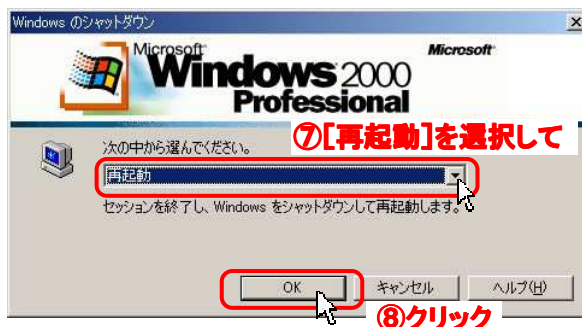 Windows のシャットダウン
Microsoft
Windows 2000
Professional
Microsoft
⑦[再起動]を選択して
次の中から選んでください。
再起動
セッションを終了し、Windows をシャットダウンして再起動します。
OK
キャンセル
ヘルプ(H)
⑧クリック